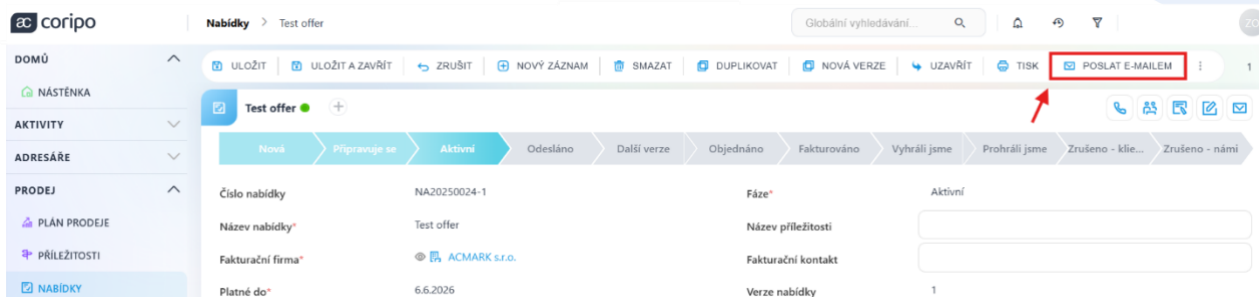 ac coripo
Nabídky > Test offer
Globální vyhledávání...
ZC
DOMŮ
NÁSTĚNKA
AKTIVITY
ADRESÁŘE
PRODEJ
PLÁN PRODEJE
PŘÍLEŽITOSTI
NABÍDKY
ULOŽIT ULOŽIT A ZAVŘÍT ZRUŠIT NOVÝ ZÁZNAM SMAZAT DUPLIKOVAT NOVÁ VERZE UZAVŘÍT TISK POSLAT E-MAILEM 1
Test offer
Nová Připravuje se Aktivní Odesláno Další verze Objednáno Fakturováno Vyhráli jsme Prohráli jsme Zrušeno - klie... Zrušeno - námi
Číslo nabídky NA20250024-1 Fáze* Aktivní
Název nabídky* Test offer Název příležitosti
Fakturační firma* ACMARK s.r.o. Fakturační kontakt
Platné do* 6.6.2026 Verze nabídky 1